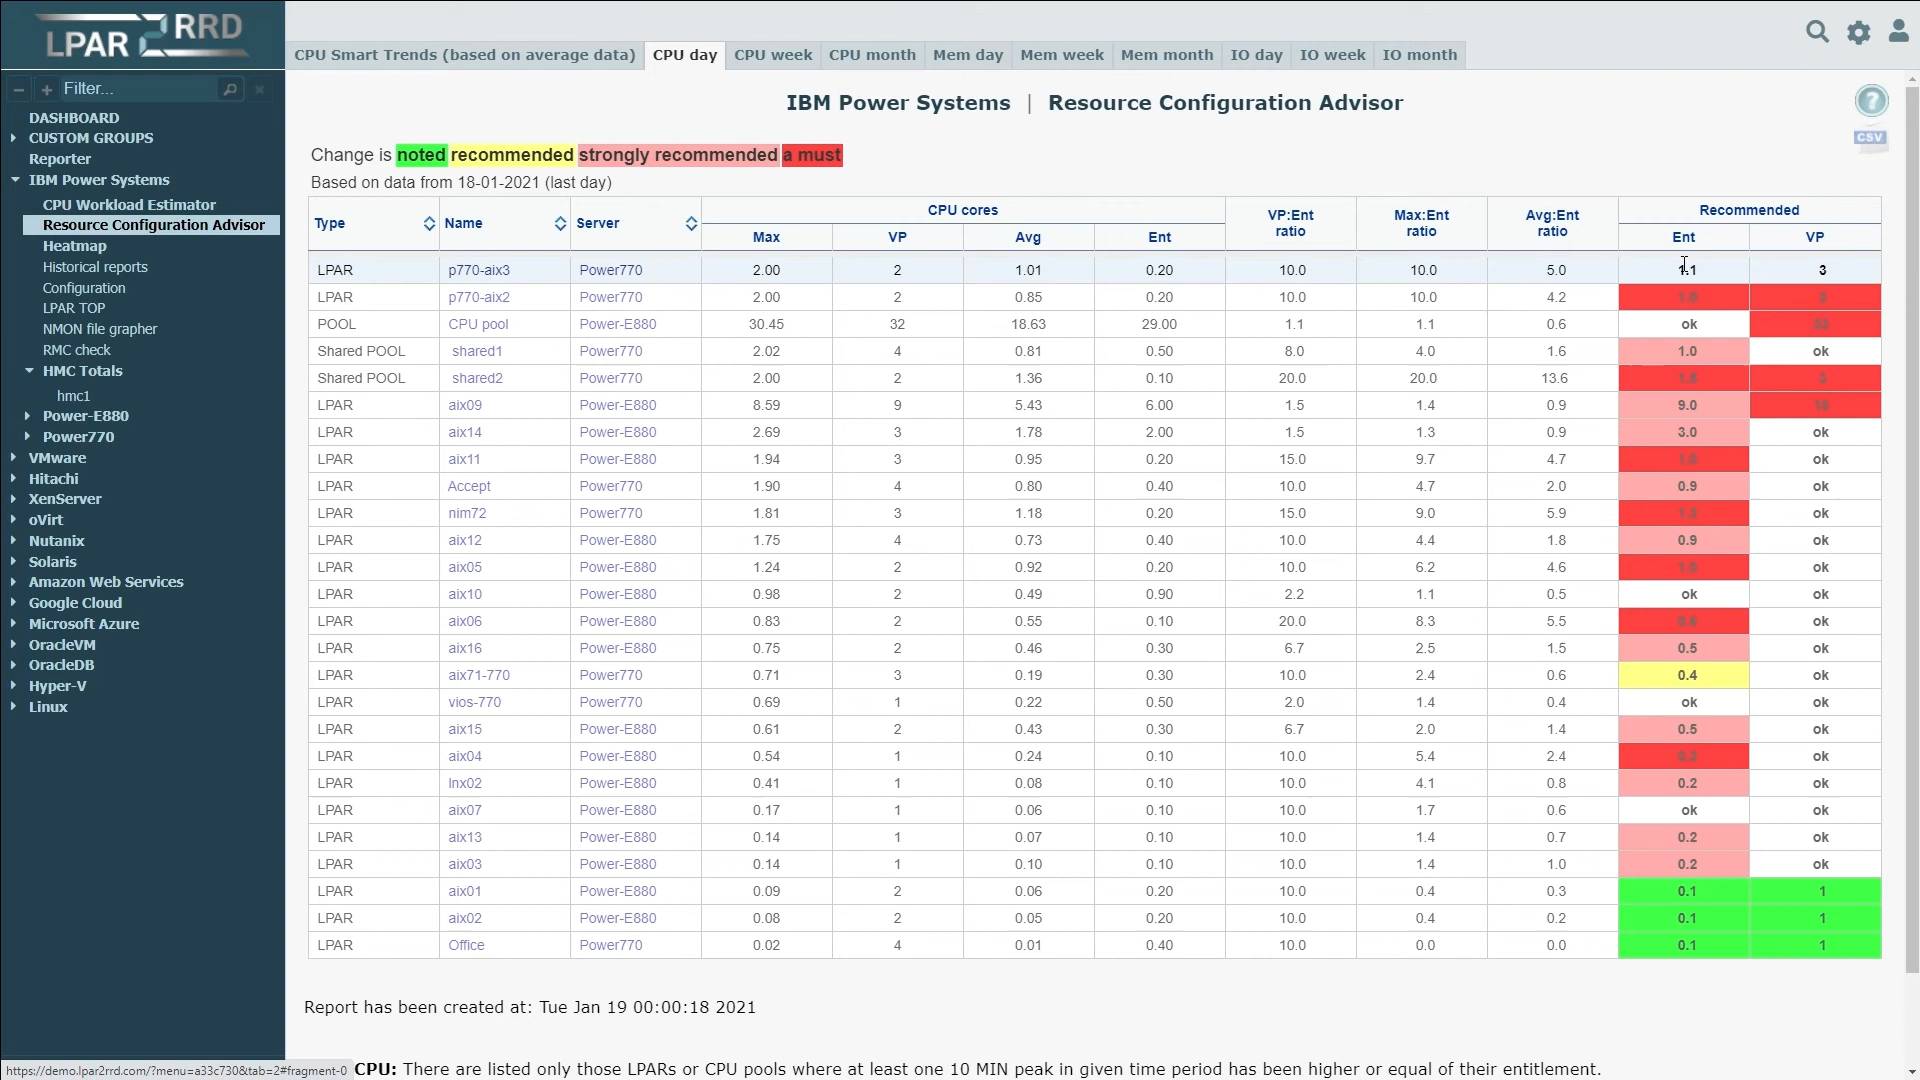 LPAR2RRD
CPU Smart Trends (based on average data) CPU day CPU week CPU month Mem day Mem week Mem month IO day IO week IO month
Filter...
DASHBOARD
CUSTOM GROUPS
Reporter
IBM Power Systems
CPU Workload Estimator
Resource Configuration Advisor
Heatmap
Historical reports
Configuration
LPAR TOP
NMON file grapher
RMC check
HMC Totals
hmc1
Power-E880
Power770
VMware
Hitachi
XenServer
oVirt
Nutanix
Solaris
Amazon Web Services
Google Cloud
Microsoft Azure
OracleVM
OracleDB
Hyper-V
Linux
IBM Power Systems | Resource Configuration Advisor
?
CSV
Change is noted recommended strongly recommended a must
Based on data from 18-01-2021 (last day)
Type Name Server CPU cores VP:Ent ratio Max:Ent ratio Avg:Ent ratio Recommended
Max VP Avg Ent Ent VP
LPAR p770-aix3 Power770 2.00 2 1.01 0.20 10.0 10.0 5.0 1.1 3
LPAR p770-aix2 Power770 2.00 2 0.85 0.20 10.0 10.0 4.2
POOL CPU pool Power-E880 30.45 32 18.63 29.00 1.1 1.1 0.6 ok 33
Shared POOL shared1 Power770 2.02 4 0.81 0.50 8.0 4.0 1.6 1.0 ok
Shared POOL shared2 Power770 2.00 2 1.36 0.10 20.0 20.0 13.6
LPAR aix09 Power-E880 8.59 9 5.43 6.00 1.5 1.4 0.9 9.0 10
LPAR aix14 Power-E880 2.69 3 1.78 2.00 1.5 1.3 0.9 3.0 ok
LPAR aix11 Power-E880 1.94 3 0.95 0.20 15.0 9.7 4.7 ok
LPAR Accept Power770 1.90 4 0.80 0.40 10.0 4.7 2.0 0.9 ok
LPAR nim72 Power770 1.81 3 1.18 0.20 15.0 9.0 5.9 ok
LPAR aix12 Power-E880 1.75 4 0.73 0.40 10.0 4.4 1.8 0.9 ok
LPAR aix05 Power-E880 1.24 2 0.92 0.20 10.0 6.2 4.6 1.0 ok
LPAR aix10 Power-E880 0.98 2 0.49 0.90 2.2 1.1 0.5 ok ok
LPAR aix06 Power-E880 0.83 2 0.55 0.10 20.0 8.3 5.5 ok
LPAR aix16 Power-E880 0.75 2 0.46 0.30 6.7 2.5 1.5 0.5 ok
LPAR aix71-770 Power770 0.71 3 0.19 0.30 10.0 2.4 0.6 0.4 ok
LPAR vios-770 Power770 0.69 1 0.22 0.50 2.0 1.4 0.4 ok ok
LPAR aix15 Power-E880 0.61 2 0.43 0.30 6.7 2.0 1.4 0.5 ok
LPAR aix04 Power-E880 0.54 1 0.24 0.10 10.0 5.4 2.4 ok
LPAR lnx02 Power-E880 0.41 1 0.08 0.10 10.0 4.1 0.8 0.2 ok
LPAR aix07 Power-E880 0.17 1 0.06 0.10 10.0 1.7 0.6 ok ok
LPAR aix13 Power-E880 0.14 1 0.07 0.10 10.0 1.4 0.7 0.2 ok
LPAR aix03 Power-E880 0.14 1 0.10 0.10 10.0 1.4 1.0 0.2 ok
LPAR aix01 Power-E880 0.09 2 0.06 0.20 10.0 0.4 0.3 0.1 1
LPAR aix02 Power-E880 0.08 2 0.05 0.20 10.0 0.4 0.2 0.1 1
LPAR Office Power770 0.02 4 0.01 0.40 10.0 0.0 0.0 0.1 1
Report has been created at: Tue Jan 19 00:00:18 2021
CPU: There are listed only those LPARs or CPU pools where at least one 10 MIN peak in given time period has been higher or equal of their entitlement.
https://demo.lpar2rrd.com/?menu=a33c730&tab=2#fragment-0